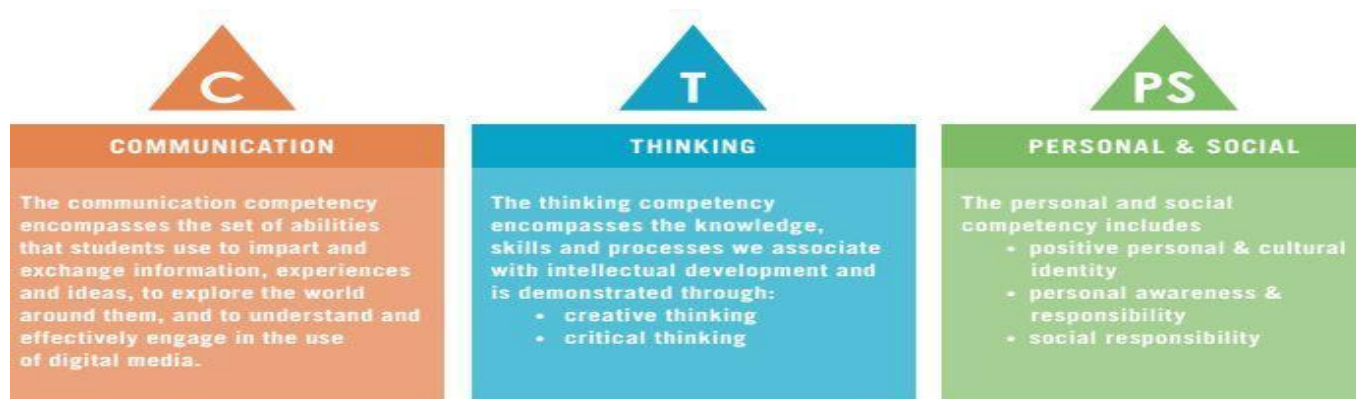 C
COMMUNICATION
The communication competency
encompasses the set of abilities
that students use to impart and
exchange information, experiences
and ideas, to explore the world
around them, and to understand and
effectively engage in the use
of digital media.
T
THINKING
The thinking competency
encompasses the knowledge,
skills and processes we associate
with intellectual development and
is demonstrated through:
• creative thinking
• critical thinking
PS
PERSONAL & SOCIAL
The personal and social
competency includes
• positive personal & cultural
identity
• personal awareness &
responsibility
• social responsibility